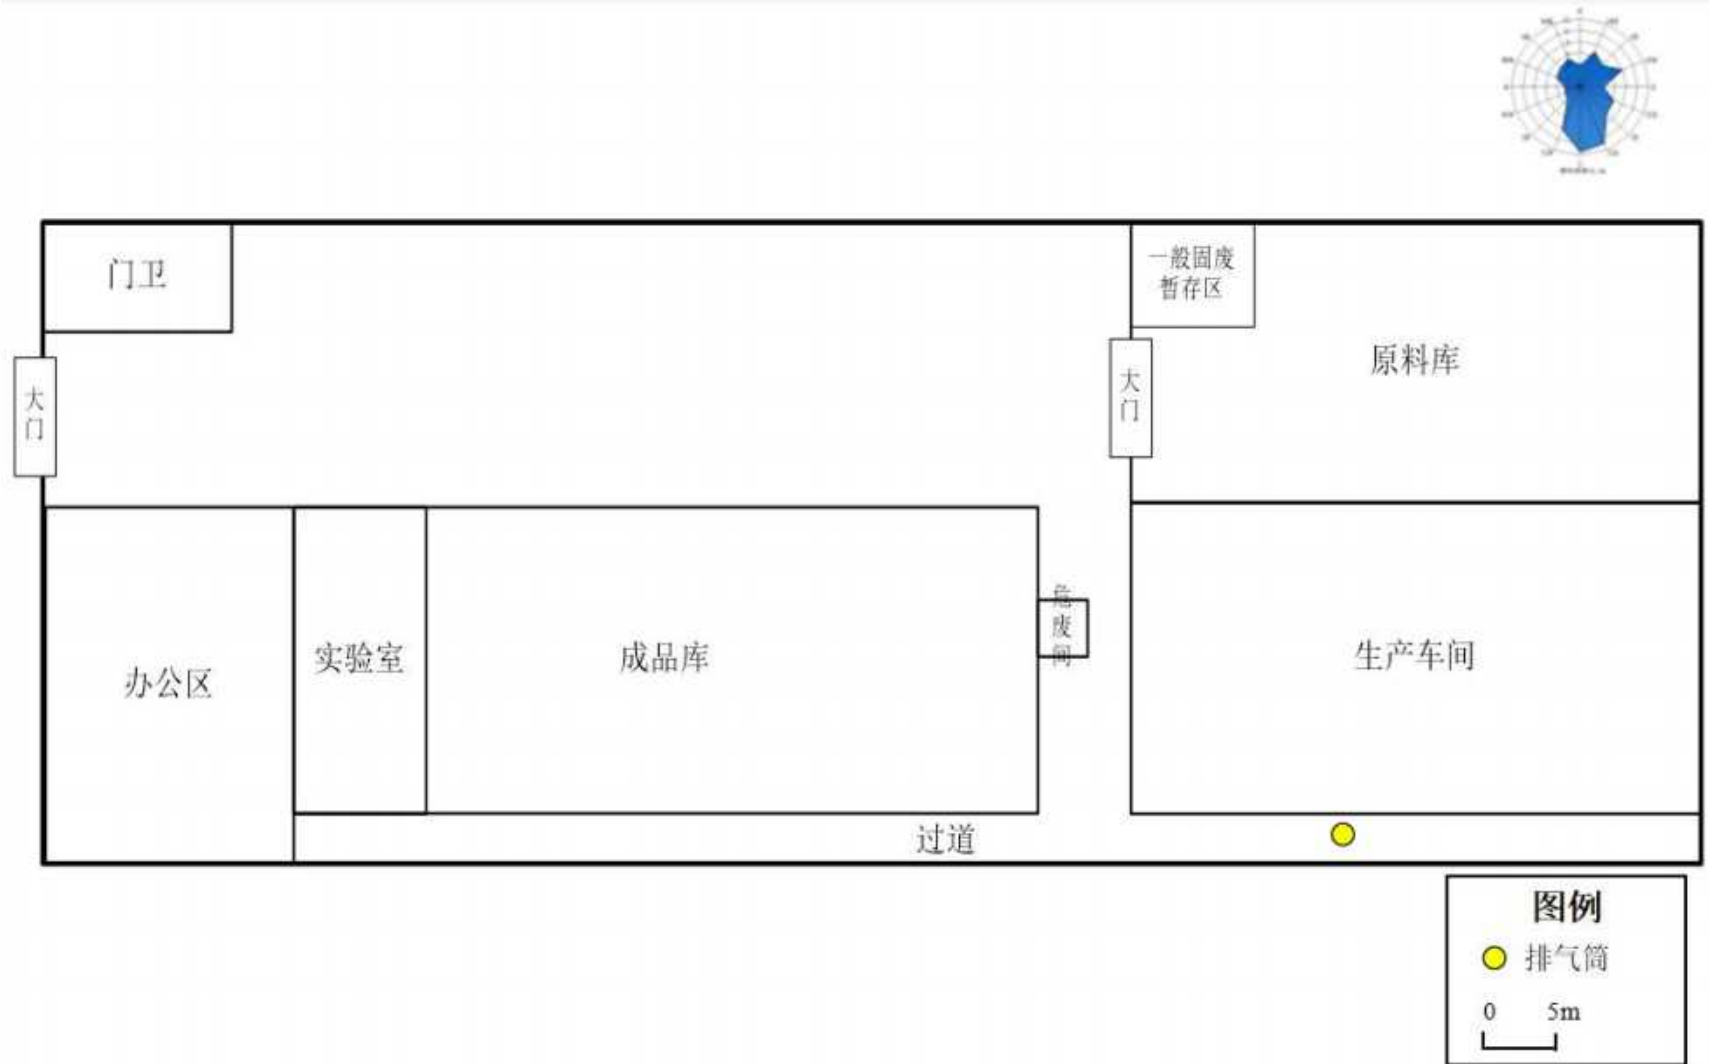 门卫
一般固废
暂存区
原料库
大
门
大
门
危
废
间
办公区
实验室
成品库
生产车间
过道
图例
排气筒
0 5m